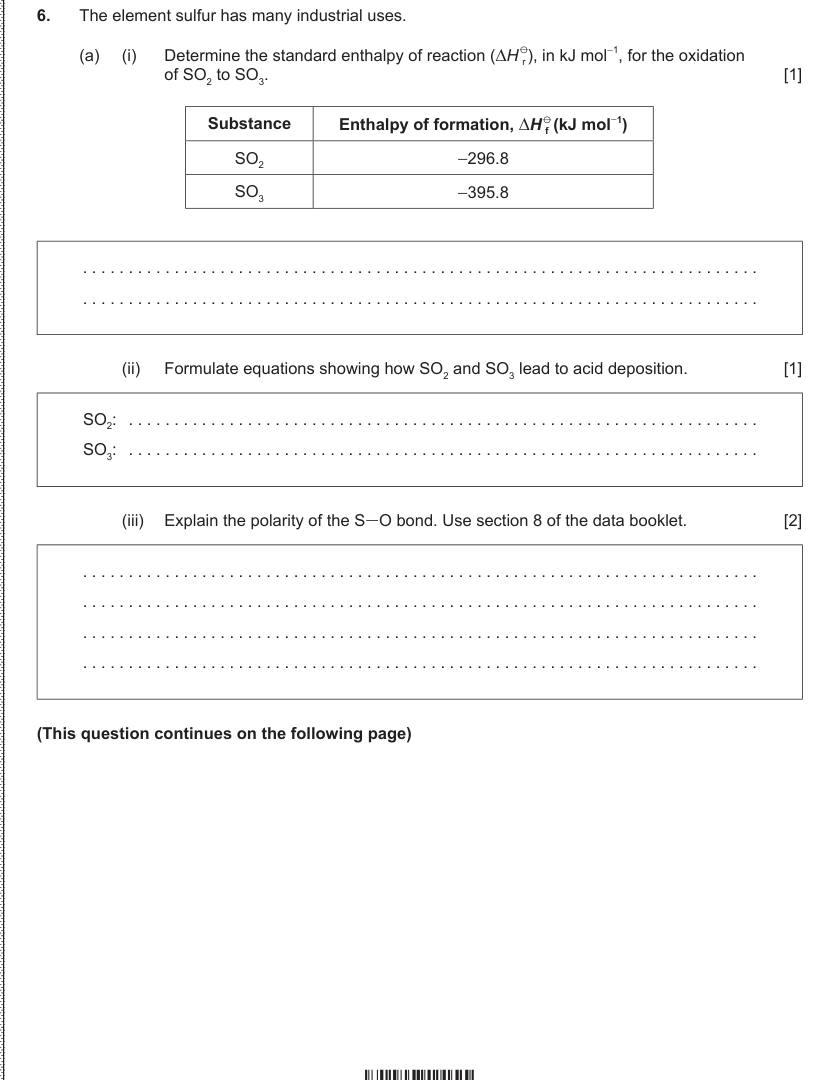 6. The element sulfur has many industrial uses.
(a) (i) Determine the standard enthalpy of reaction (ΔH⦵r), in kJ mol⁻¹, for the oxidation
of SO₂ to SO₃. [1]
Substance Enthalpy of formation, ΔH⦵f (kJ mol⁻¹)
SO₂ –296.8
SO₃ –395.8
(ii) Formulate equations showing how SO₂ and SO₃ lead to acid deposition. [1]
SO₂:
SO₃:
(iii) Explain the polarity of the S–O bond. Use section 8 of the data booklet. [2]
(This question continues on the following page)